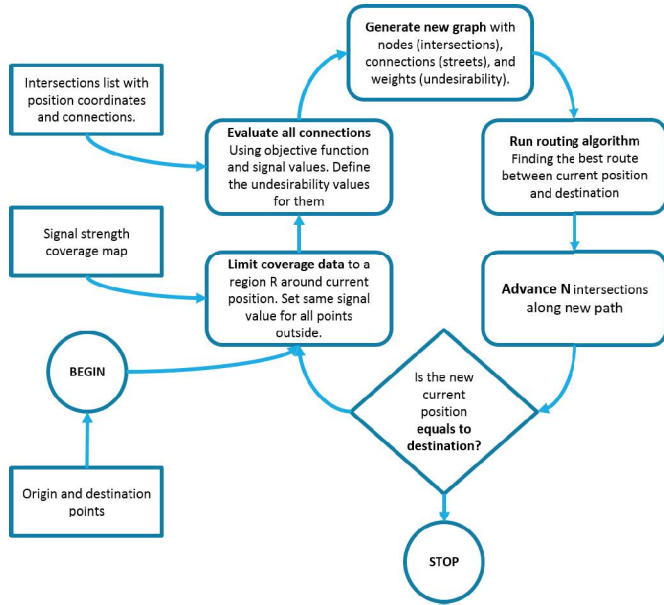 Generate new graph with
nodes (intersections),
connections (streets), and
weights (undesirability).
Intersections list with
position coordinates
and connections.
Evaluate all connections
Using objective function
and signal values. Define
the undesirability values
for them
Run routing algorithm
Finding the best route
between current position
and destination
Signal strength
coverage map
Limit coverage data to a
region R around current
position. Set same signal
value for all points
outside.
Advance N intersections
along new path
BEGIN
Is the new
current
position
equals to
destination?
Origin and destination
points
STOP